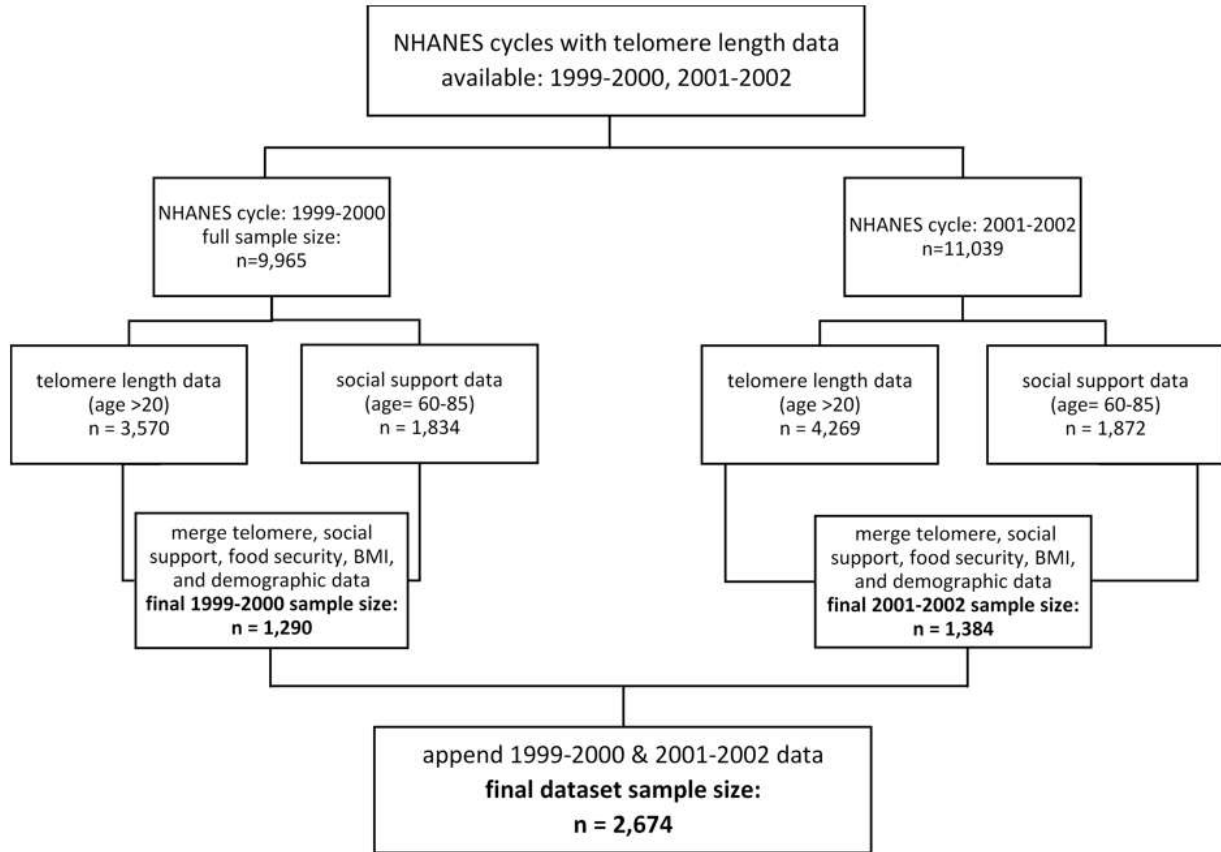 NHANES cycles with telomere length data
available: 1999-2000, 2001-2002
NHANES cycle: 1999-2000
full sample size:
n=9,965
NHANES cycle: 2001-2002
n=11,039
telomere length data
(age >20)
n = 3,570
social support data
(age= 60-85)
n = 1,834
telomere length data
(age >20)
n = 4,269
social support data
(age= 60-85)
n = 1,872
merge telomere, social
support, food security, BMI,
and demographic data
final 1999-2000 sample size:
n = 1,290
merge telomere, social
support, food security, BMI,
and demographic data
final 2001-2002 sample size:
n = 1,384
append 1999-2000 & 2001-2002 data
final dataset sample size:
n = 2,674